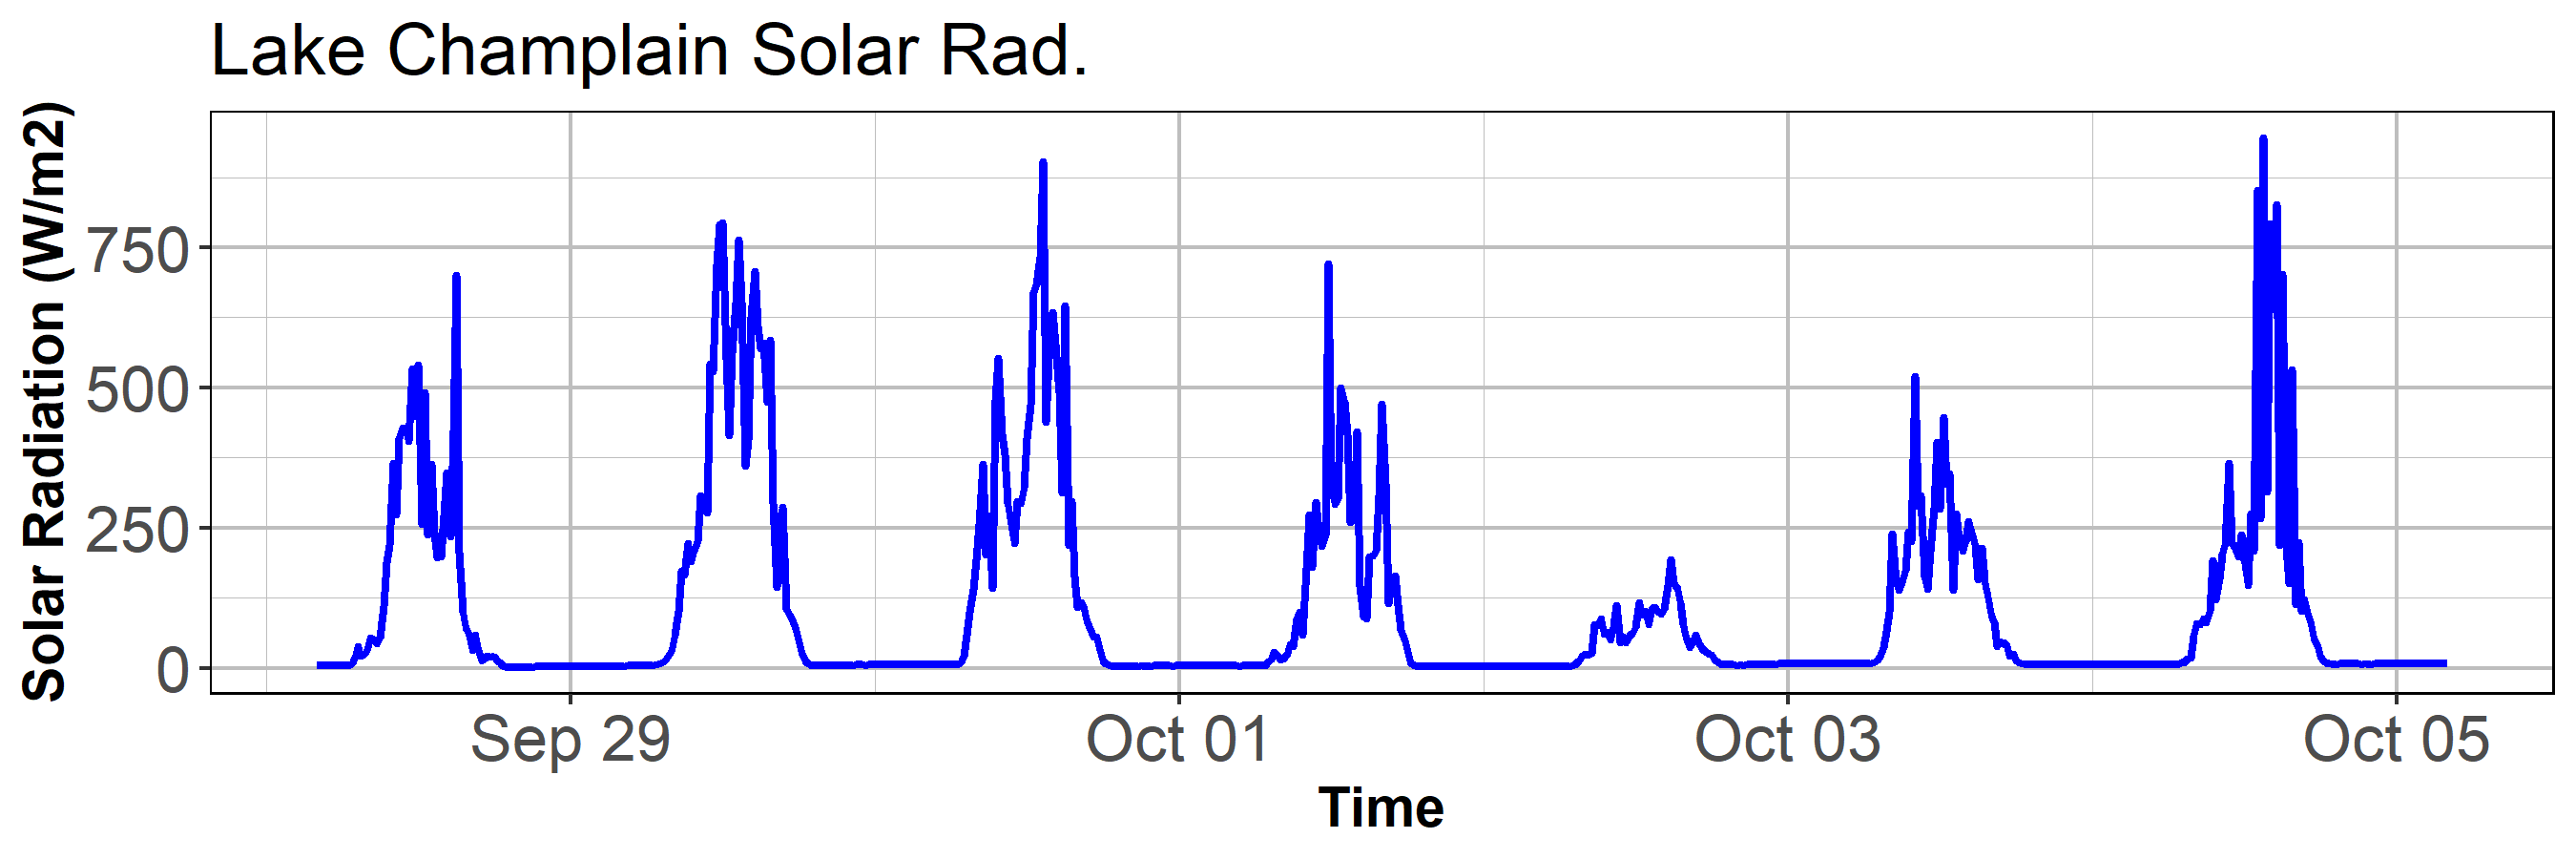 Lake Champlain Solar Rad.
Solar Radiation (W/m2)
750
500
250
0
Sep 29
Oct 01
Oct 03
Oct 05
Time